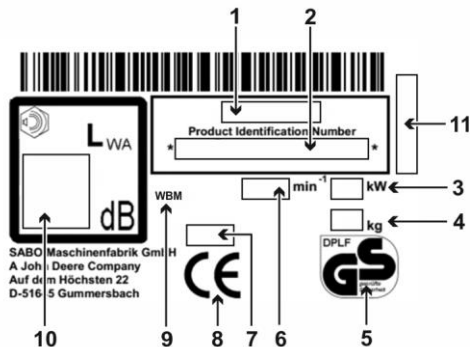 1 2
Product Identification Number
* *
11
L WA
dB
min -1 kW 3
kg 4
WBM
DPLF
GS
geprüfte
Sicherheit
CE
SABO Maschinenfabrik GmbH
A John Deere Company
Auf dem Höchsten 22
D-51645 Gummersbach
10 9 8 7 6 5